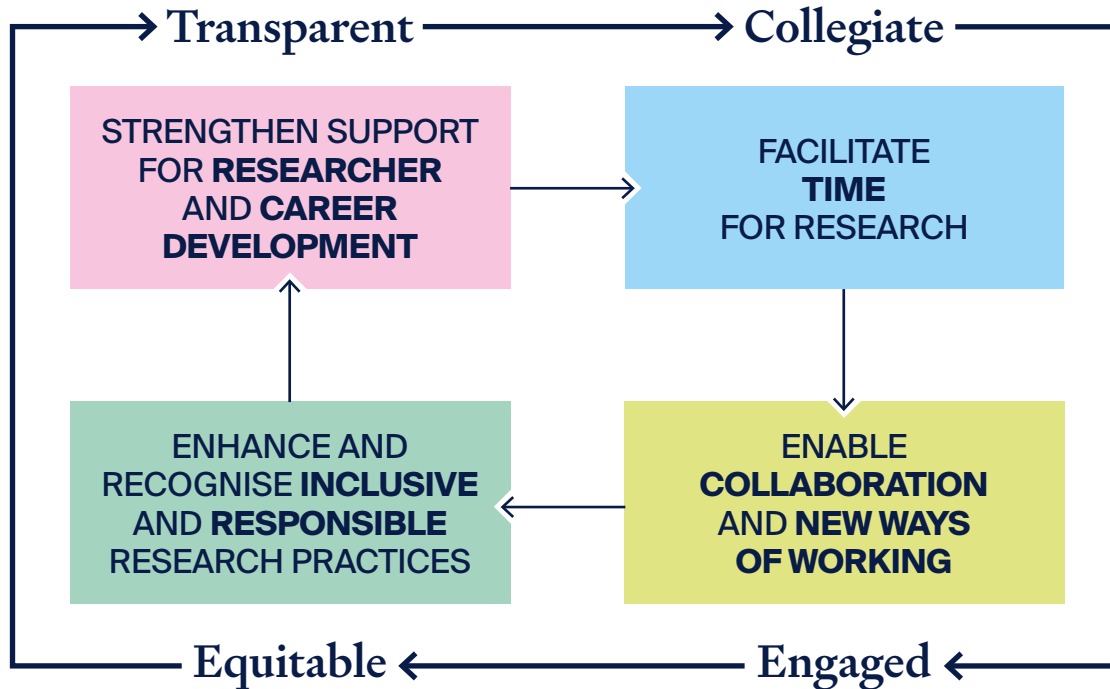 Transparent
Collegiate
STRENGTHEN SUPPORT
FOR RESEARCHER
AND CAREER
DEVELOPMENT
FACILITATE
TIME
FOR RESEARCH
ENHANCE AND
RECOGNISE INCLUSIVE
AND RESPONSIBLE
RESEARCH PRACTICES
ENABLE
COLLABORATION
AND NEW WAYS
OF WORKING
Equitable
Engaged